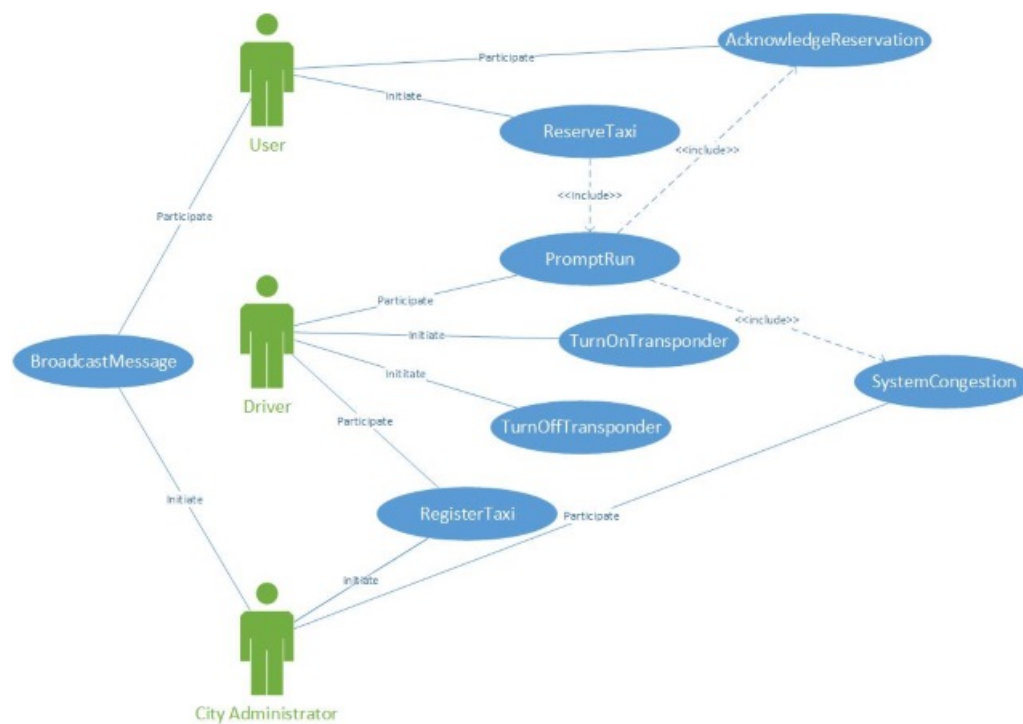 AcknowledgeReservation
Participate
Initiate
ReserveTaxi
User
<<include>>
<<include>>
Participate
PromptRun
Participate
<<include>>
Initiate
TurnOnTransponder
BroadcastMessage
Inititate
SystemCongestion
Driver
TurnOffTransponder
Participate
Initiate
RegisterTaxi
Participate
Initiate
City Administrator